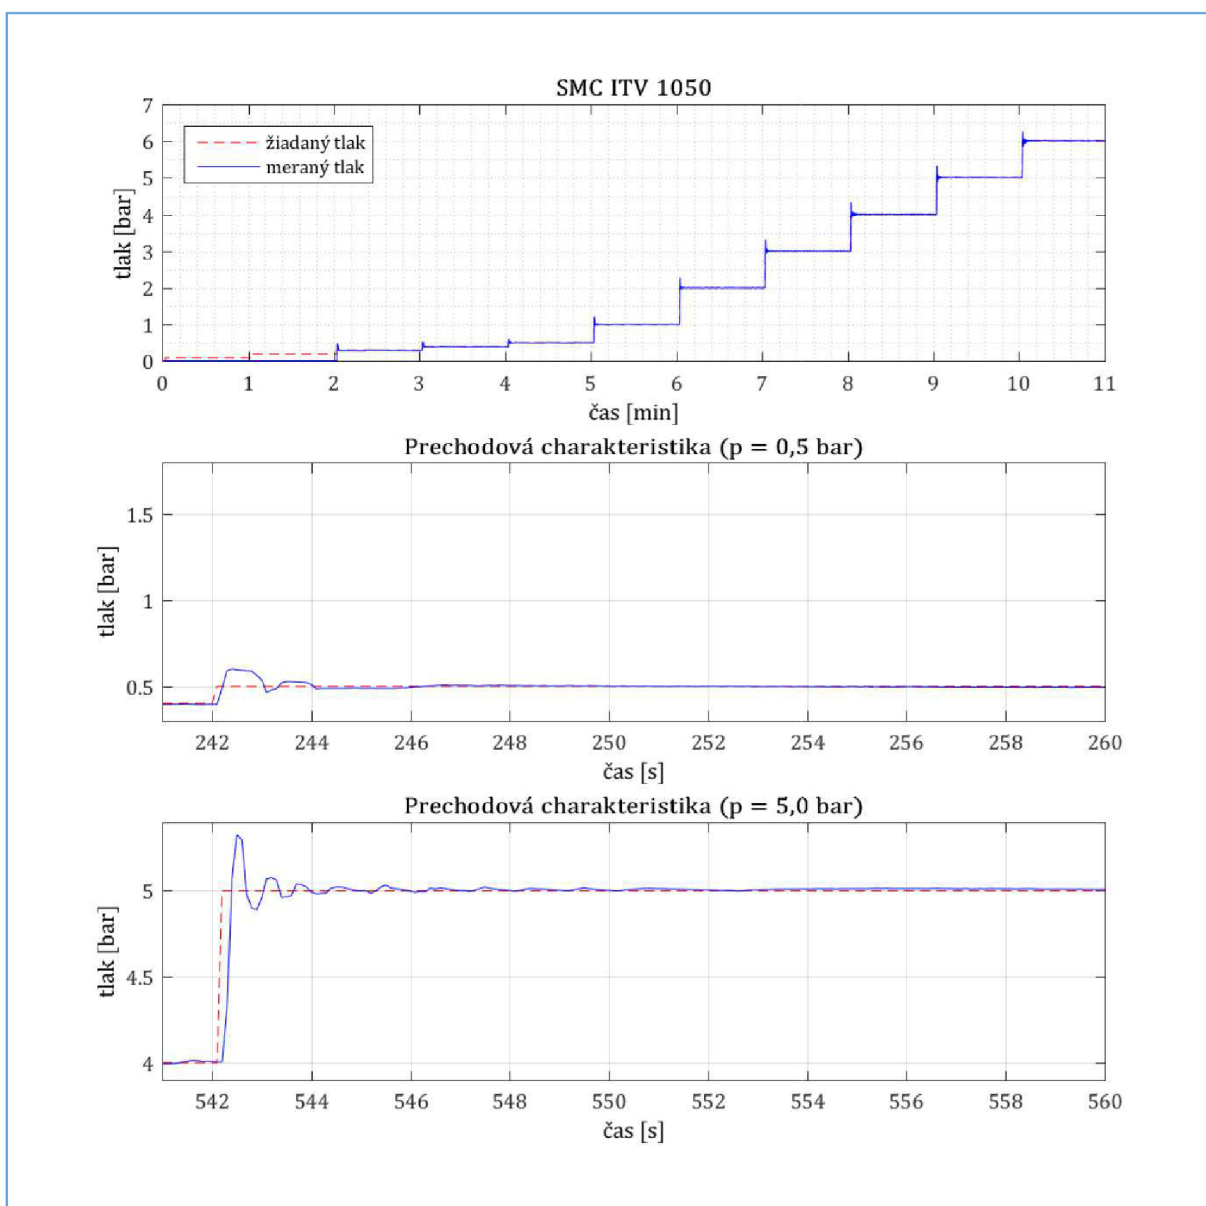 SMC ITV 1050
7
6
5
4
3
2
1
0
tlak [bar]
žiadaný tlak
meraný tlak
0 1 2 3 4 5 6 7 8 9 10 11
čas [min]
Prechodová charakteristika (p = 0,5 bar)
1.5
1
0.5
tlak [bar]
242 244 246 248 250 252 254 256 258 260
čas [s]
Prechodová charakteristika (p = 5,0 bar)
5
4.5
4
tlak [bar]
542 544 546 548 550 552 554 556 558 560
čas [s]